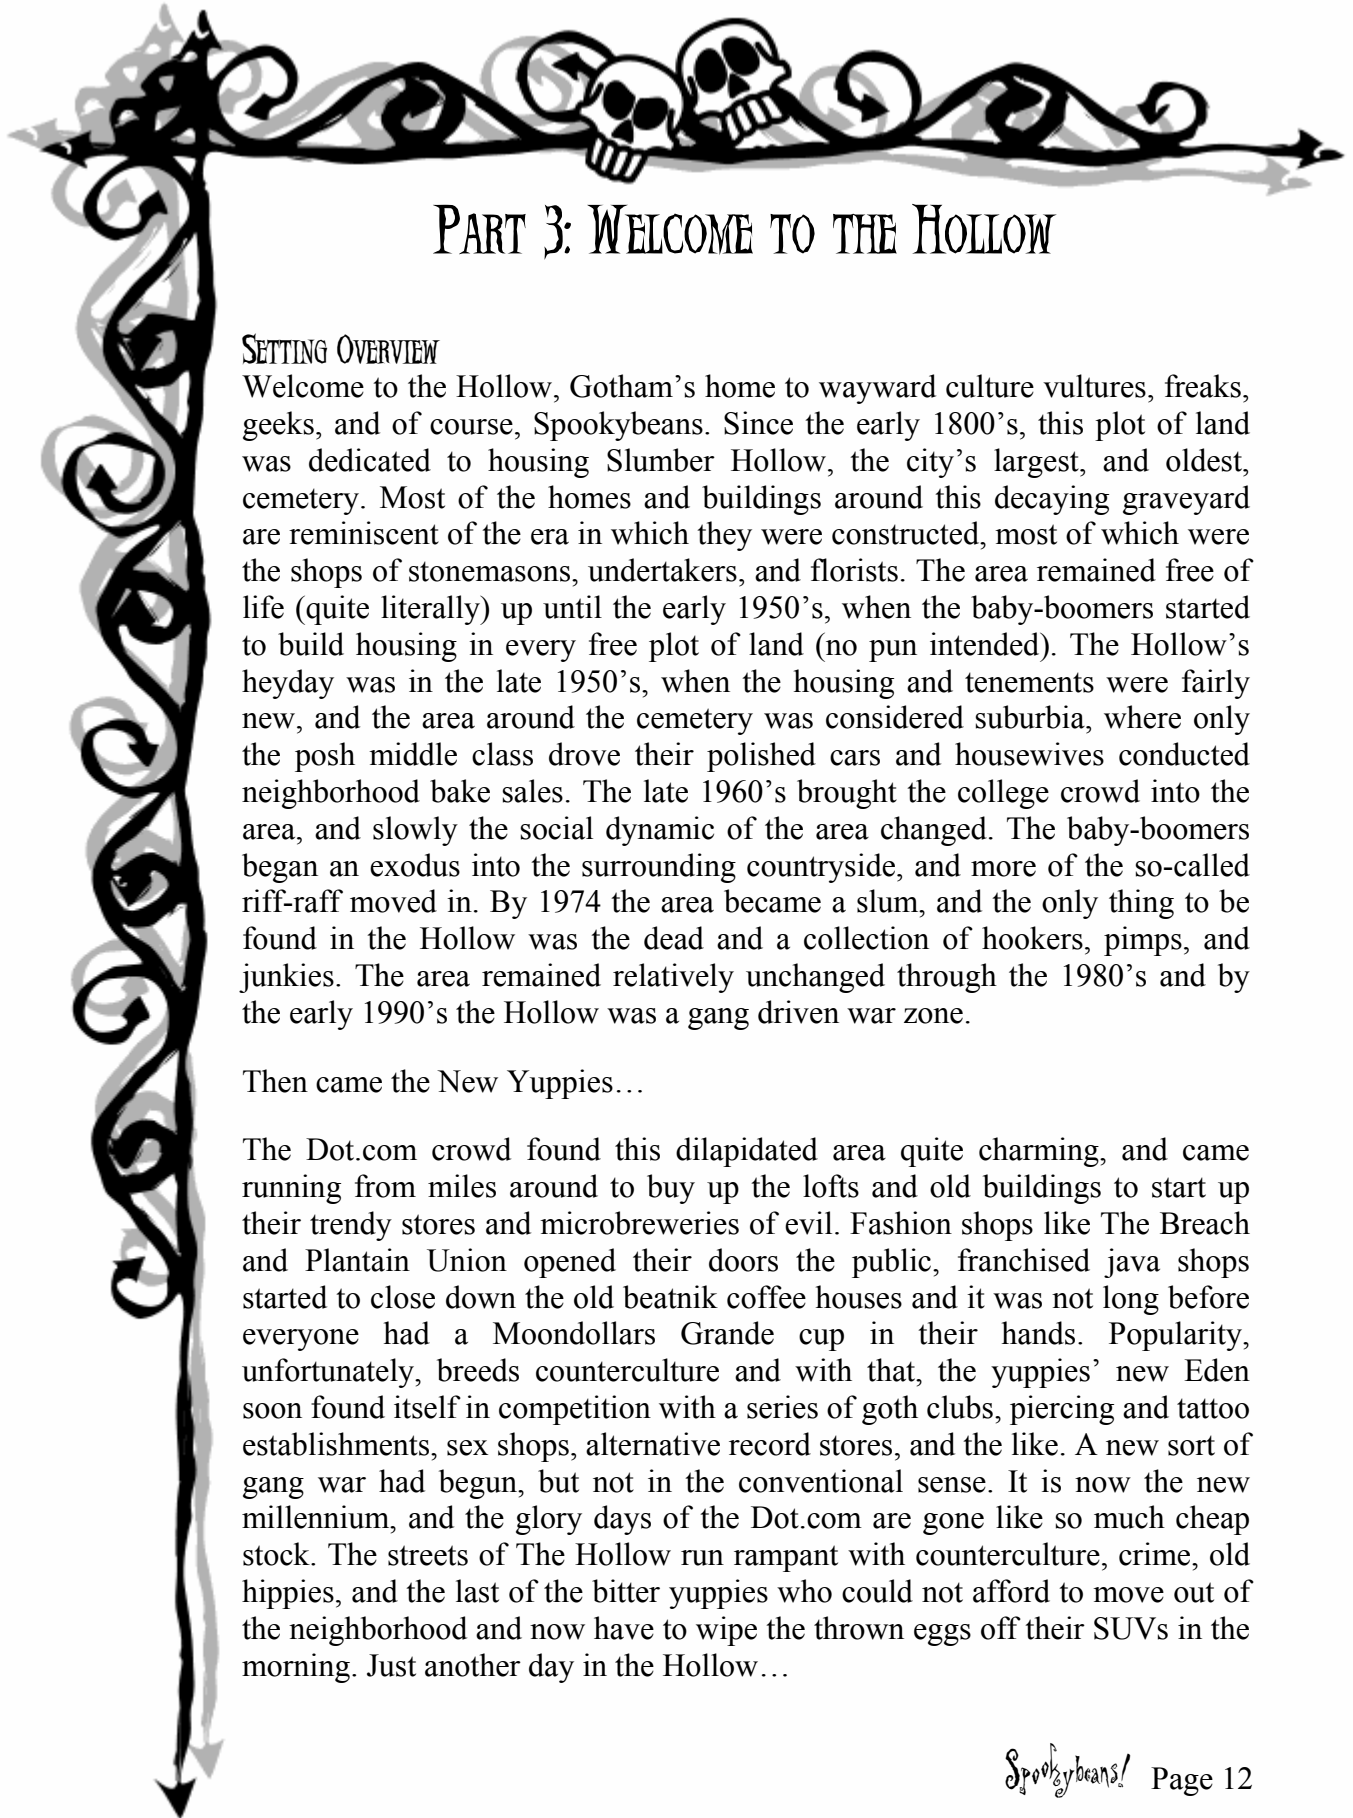 Part 3: Welcome to the Hollow
Setting Overview
Welcome to the Hollow, Gotham’s home to wayward culture vultures, freaks,
geeks, and of course, Spookybeans. Since the early 1800’s, this plot of land
was dedicated to housing Slumber Hollow, the city’s largest, and oldest,
cemetery. Most of the homes and buildings around this decaying graveyard
are reminiscent of the era in which they were constructed, most of which were
the shops of stonemasons, undertakers, and florists. The area remained free of
life (quite literally) up until the early 1950’s, when the baby-boomers started
to build housing in every free plot of land (no pun intended). The Hollow’s
heyday was in the late 1950’s, when the housing and tenements were fairly
new, and the area around the cemetery was considered suburbia, where only
the posh middle class drove their polished cars and housewives conducted
neighborhood bake sales. The late 1960’s brought the college crowd into the
area, and slowly the social dynamic of the area changed. The baby-boomers
began an exodus into the surrounding countryside, and more of the so-called
riff-raff moved in. By 1974 the area became a slum, and the only thing to be
found in the Hollow was the dead and a collection of hookers, pimps, and
junkies. The area remained relatively unchanged through the 1980’s and by
the early 1990’s the Hollow was a gang driven war zone.
Then came the New Yuppies…
The Dot.com crowd found this dilapidated area quite charming, and came
running from miles around to buy up the lofts and old buildings to start up
their trendy stores and microbreweries of evil. Fashion shops like The Breach
and Plantain Union opened their doors the public, franchised java shops
started to close down the old beatnik coffee houses and it was not long before
everyone had a Moondollars Grande cup in their hands. Popularity,
unfortunately, breeds counterculture and with that, the yuppies’ new Eden
soon found itself in competition with a series of goth clubs, piercing and tattoo
establishments, sex shops, alternative record stores, and the like. A new sort of
gang war had begun, but not in the conventional sense. It is now the new
millennium, and the glory days of the Dot.com are gone like so much cheap
stock. The streets of The Hollow run rampant with counterculture, crime, old
hippies, and the last of the bitter yuppies who could not afford to move out of
the neighborhood and now have to wipe the thrown eggs off their SUVs in the
morning. Just another day in the Hollow…
Spookybeans! Page 12